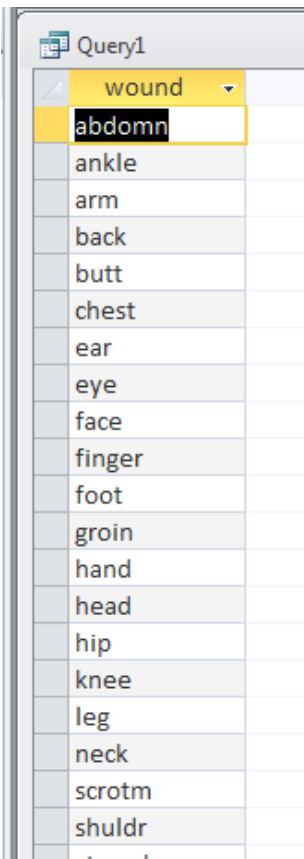 Query1
wound
abdomn
ankle
arm
back
butt
chest
ear
eye
face
finger
foot
groin
hand
head
hip
knee
leg
neck
scrotm
shuldr